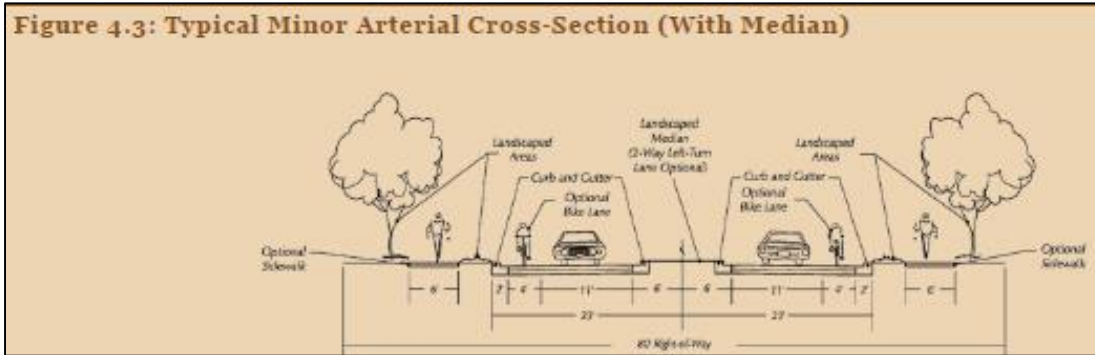 Figure 4.3: Typical Minor Arterial Cross-Section (With Median)
Landscaped
Areas
Landscaped
Median
(2-Way Left-Turn
Lane Optional)
Landscaped
Areas
Curb and Gutter
Curb and Gutter
Optional
Bike Lane
Optional
Bike Lane
Optional
Sidewalk
Optional
Sidewalk
6' 2' 4' 11' 6 6 11' 4' 2' 6'
23' 23'
80' Right-of-Way